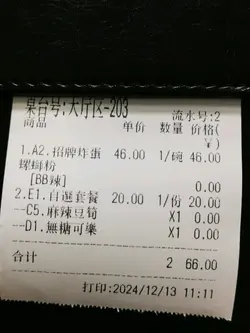 桌台号:大厅区-203
流水号:2
商品 单价 数量 价格(¥)
1.A2.招牌炸蛋 46.00 1/碗 46.00
螺螄粉 0.00
[BB辣]
2.E1.自選套餐 20.00 1/份 20.00
--C5.麻辣豆筍 X1 0.00
--D1.無糖可樂 X1 0.00
合计 2 66.00
打印:2024/12/13 11:11